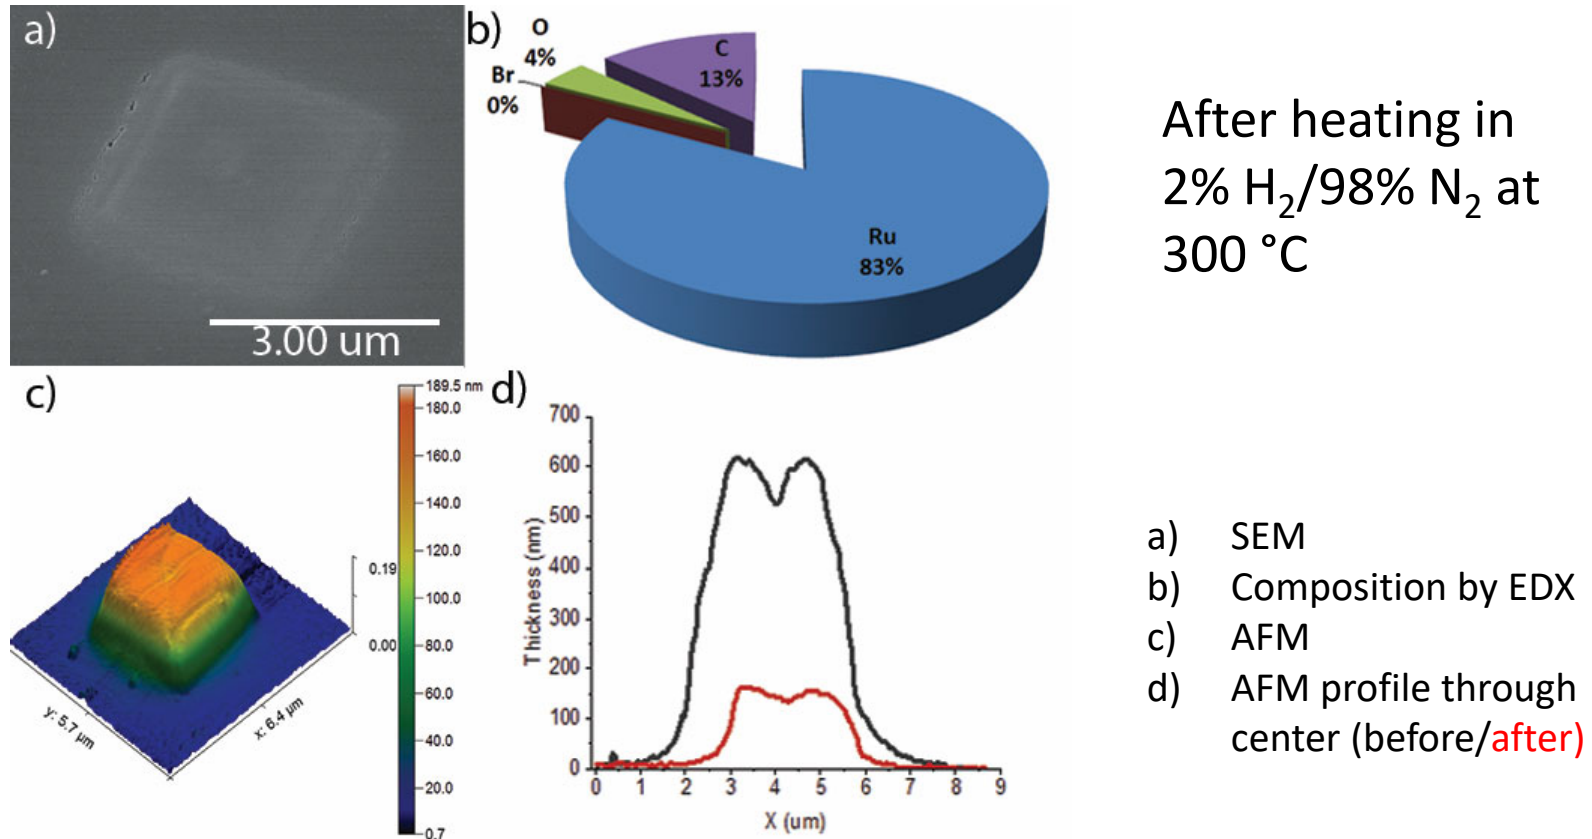 a)
3.00 um
b)
O
4%
Br
0%
C
13%
Ru
83%
After heating in
2% H₂/98% N₂ at
300 °C
c)
189.5 nm
180.0
160.0
140.0
120.0
100.0
80.0
60.0
40.0
20.0
0.7
0.19
0.00
y: 5.7 µm
x: 6.4 µm
d)
Thickness (nm)
700
600
500
400
300
200
100
0
0 1 2 3 4 5 6 7 8 9
X (um)
a) SEM
b) Composition by EDX
c) AFM
d) AFM profile through
center (before/after)